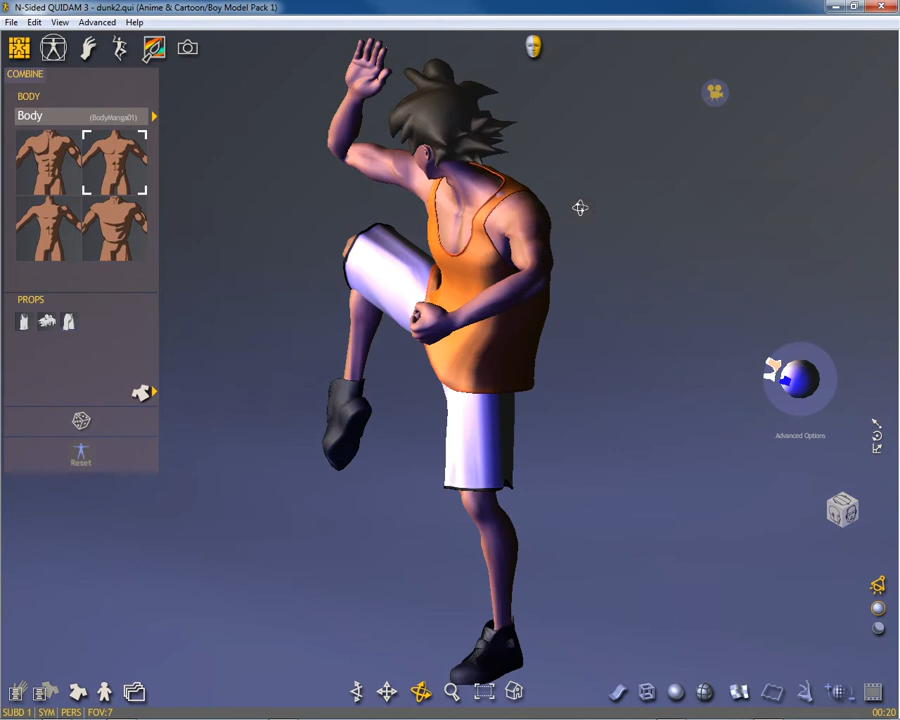 N-Sided QUIDAM 3 - dunk2.qui (Anime & Cartoon/Boy Model Pack 1)
File Edit View Advanced Help
COMBINE
BODY
Body (BodyManga01)
PROPS
Reset
Advanced Options
SUBD 1 | SYM | PERS | FOV:7
00:20